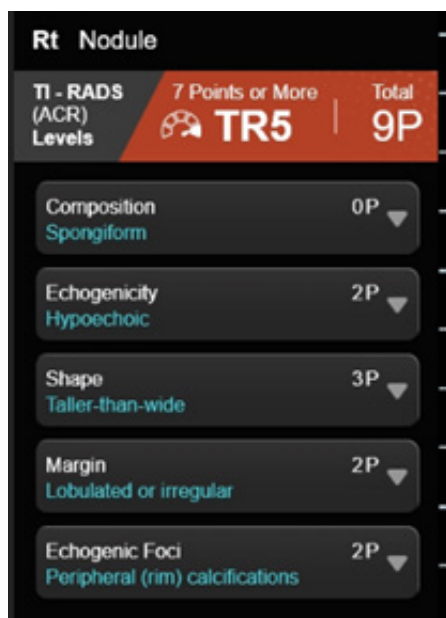 Rt Nodule
TI - RADS
(ACR)
Levels
7 Points or More
TR5
Total
9P
Composition 0P
Spongiform
Echogenicity 2P
Hypoechoic
Shape 3P
Taller-than-wide
Margin 2P
Lobulated or irregular
Echogenic Foci 2P
Peripheral (rim) calcifications